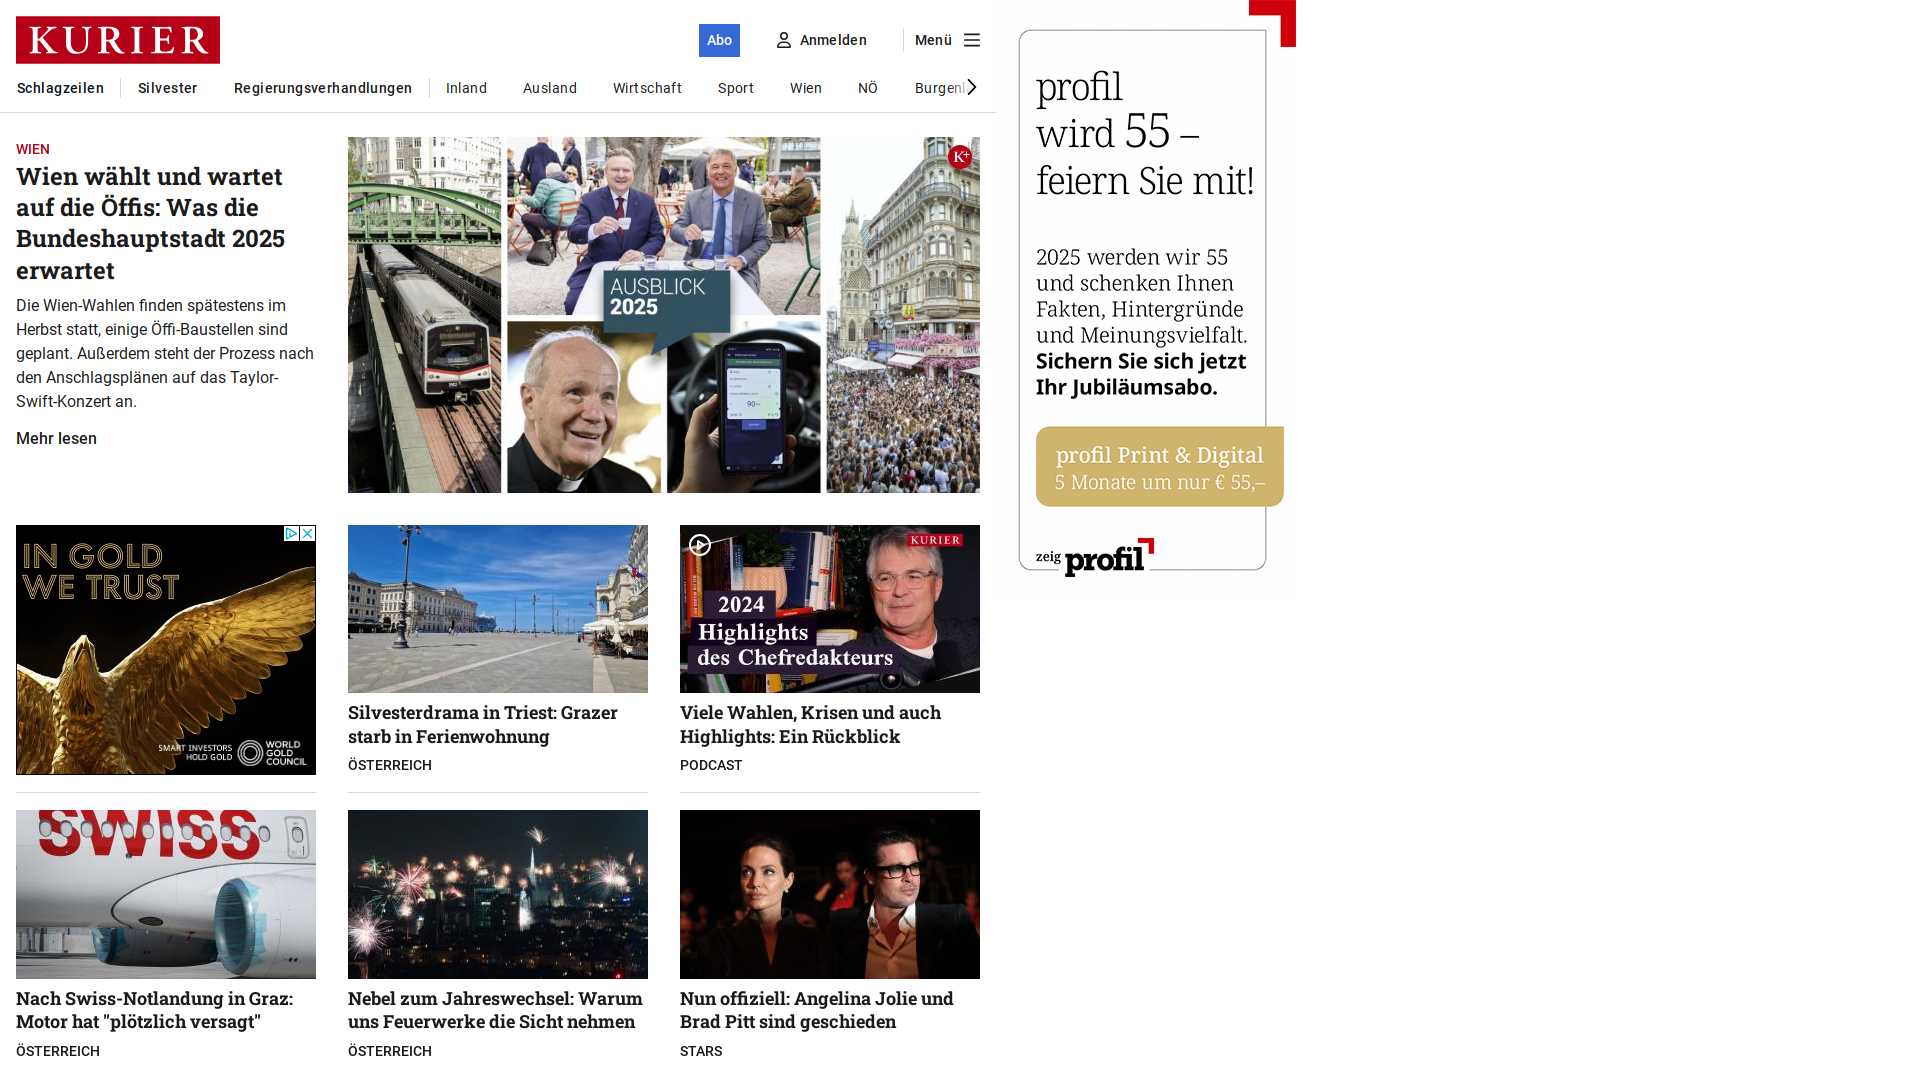 KURIER
Abo
Anmelden
Menü
Schlagzeilen
Silvester
Regierungsverhandlungen
Inland
Ausland
Wirtschaft
Sport
Wien
NÖ
WIEN
Wien wählt und wartet
auf die Öffis: Was die
Bundeshauptstadt 2025
erwartet
Die Wien-Wahlen finden spätestens im
Herbst statt, einige Öffi-Baustellen sind
geplant. Außerdem steht der Prozess nach
den Anschlagsplänen auf das Taylor-
Swift-Konzert an.
Mehr lesen
AUSBLICK
2025
K+
IN GOLD
WE TRUST
SMART INVESTORS
HOLD GOLD
WORLD
GOLD
COUNCIL
Silvesterdrama in Triest: Grazer
starb in Ferienwohnung
ÖSTERREICH
KURIER
2024
Highlights
des Chefredakteurs
Viele Wahlen, Krisen und auch
Highlights: Ein Rückblick
PODCAST
SWISS
Nach Swiss-Notlandung in Graz:
Motor hat "plötzlich versagt"
ÖSTERREICH
Nebel zum Jahreswechsel: Warum
uns Feuerwerke die Sicht nehmen
ÖSTERREICH
Nun offiziell: Angelina Jolie und
Brad Pitt sind geschieden
STARS
profil
wird 55 –
feiern Sie mit!
2025 werden wir 55
und schenken Ihnen
Fakten, Hintergründe
und Meinungsvielfalt.
Sichern Sie sich jetzt
Ihr Jubiläumsabo.
profil Print & Digital
5 Monate um nur € 55,–
zeig profil